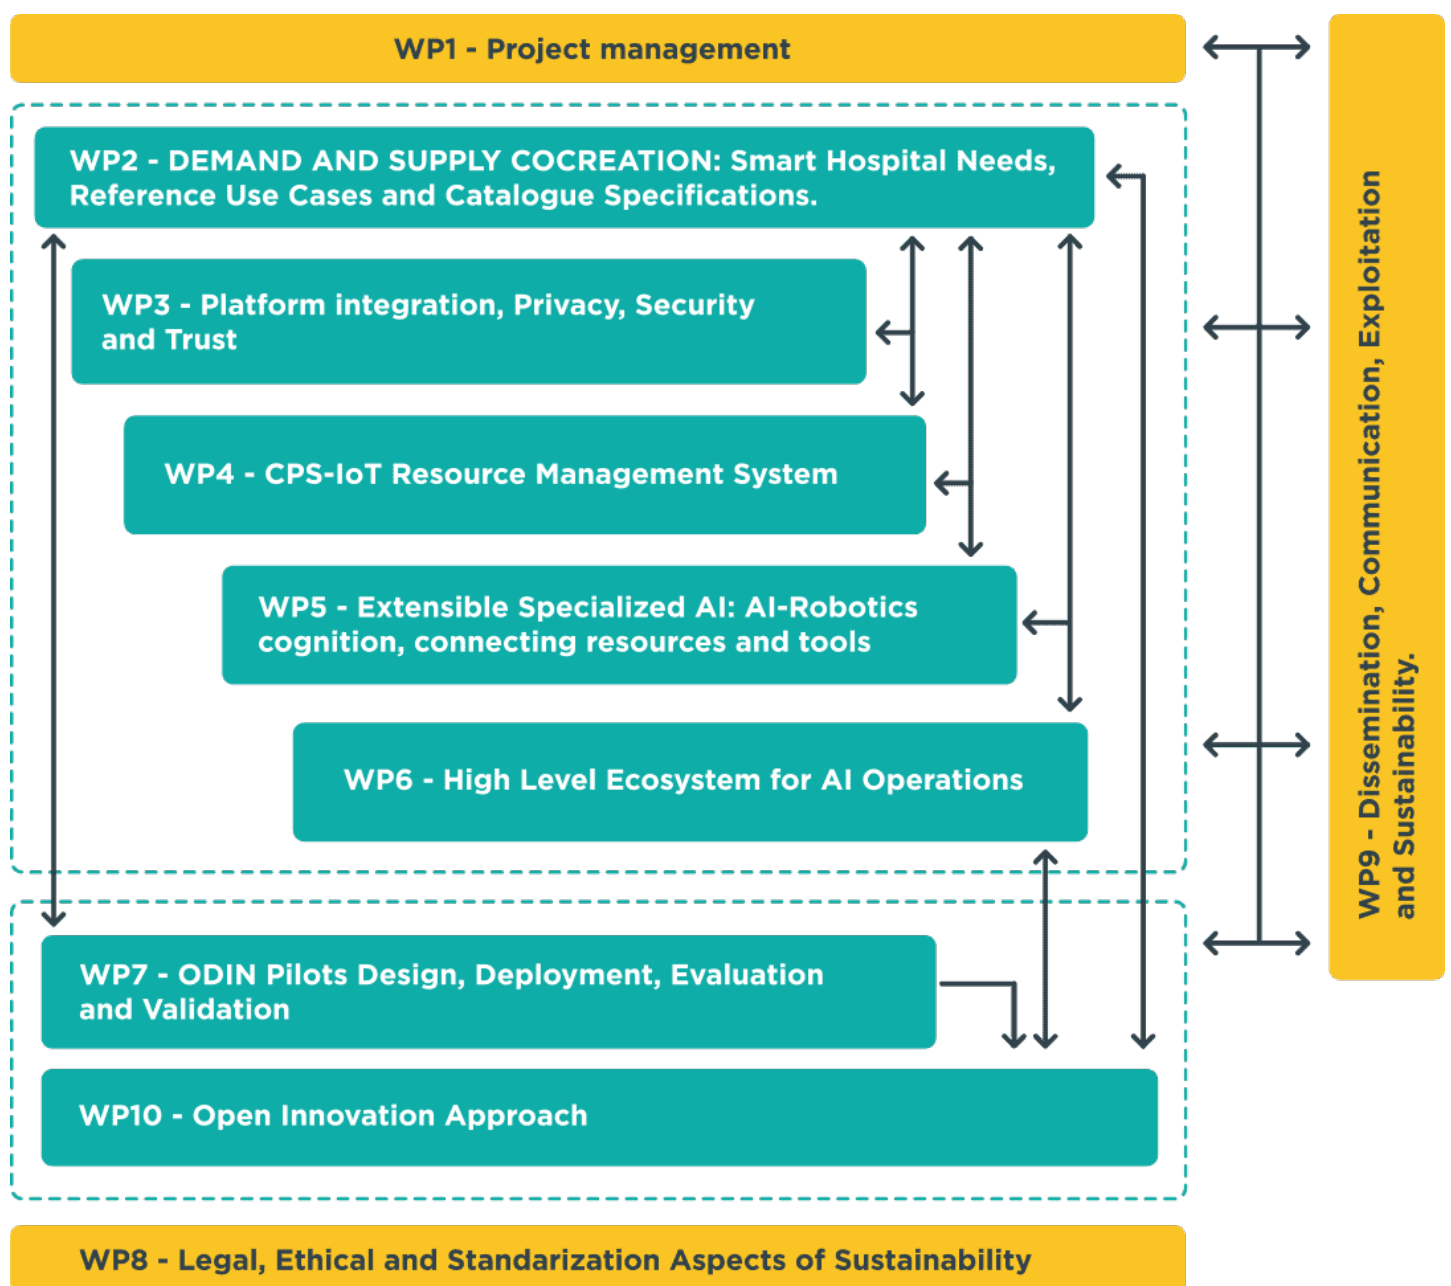 WP1 - Project management
WP2 - DEMAND AND SUPPLY COCREATION: Smart Hospital Needs,
Reference Use Cases and Catalogue Specifications.
WP3 - Platform integration, Privacy, Security
and Trust
WP4 - CPS-IoT Resource Management System
WP5 - Extensible Specialized AI: AI-Robotics
cognition, connecting resources and tools
WP6 - High Level Ecosystem for AI Operations
WP7 - ODIN Pilots Design, Deployment, Evaluation
and Validation
WP10 - Open Innovation Approach
WP8 - Legal, Ethical and Standarization Aspects of Sustainability
WP9 - Dissemination, Communication, Exploitation
and Sustainability.